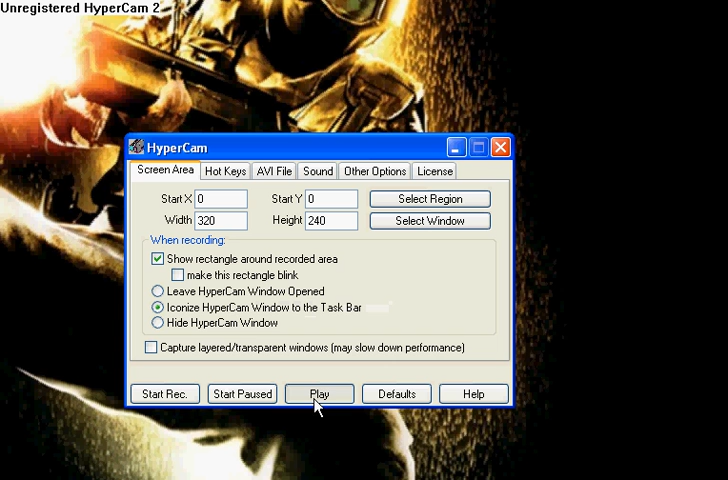 Unregistered HyperCam 2
HyperCam
Screen Area Hot Keys AVI File Sound Other Options License
Start X 0 Start Y 0 Select Region
Width 320 Height 240 Select Window
When recording:
Show rectangle around recorded area
make this rectangle blink
Leave HyperCam Window Opened
Iconize HyperCam Window to the Task Bar
Hide HyperCam Window
Capture layered/transparent windows (may slow down performance)
Start Rec. Start Paused Play Defaults Help